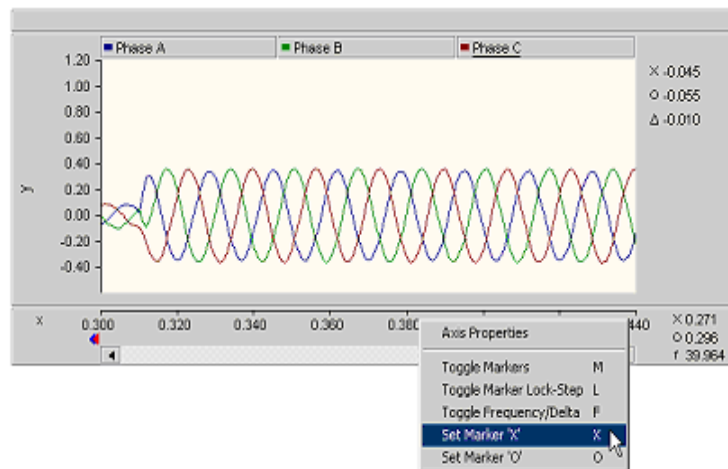 Phase A Phase B Phase C
1.20
1.00
0.80
0.60
0.40
0.20
0.00
-0.20
-0.40
y
X -0.045
O -0.055
Δ -0.010
x
0.300 0.320 0.340 0.360 0.380 440
X 0.271
O 0.296
f 39.964
Axis Properties
Toggle Markers M
Toggle Marker Lock-Step L
Toggle Frequency/Delta F
Set Marker 'X' X
Set Marker 'O' O